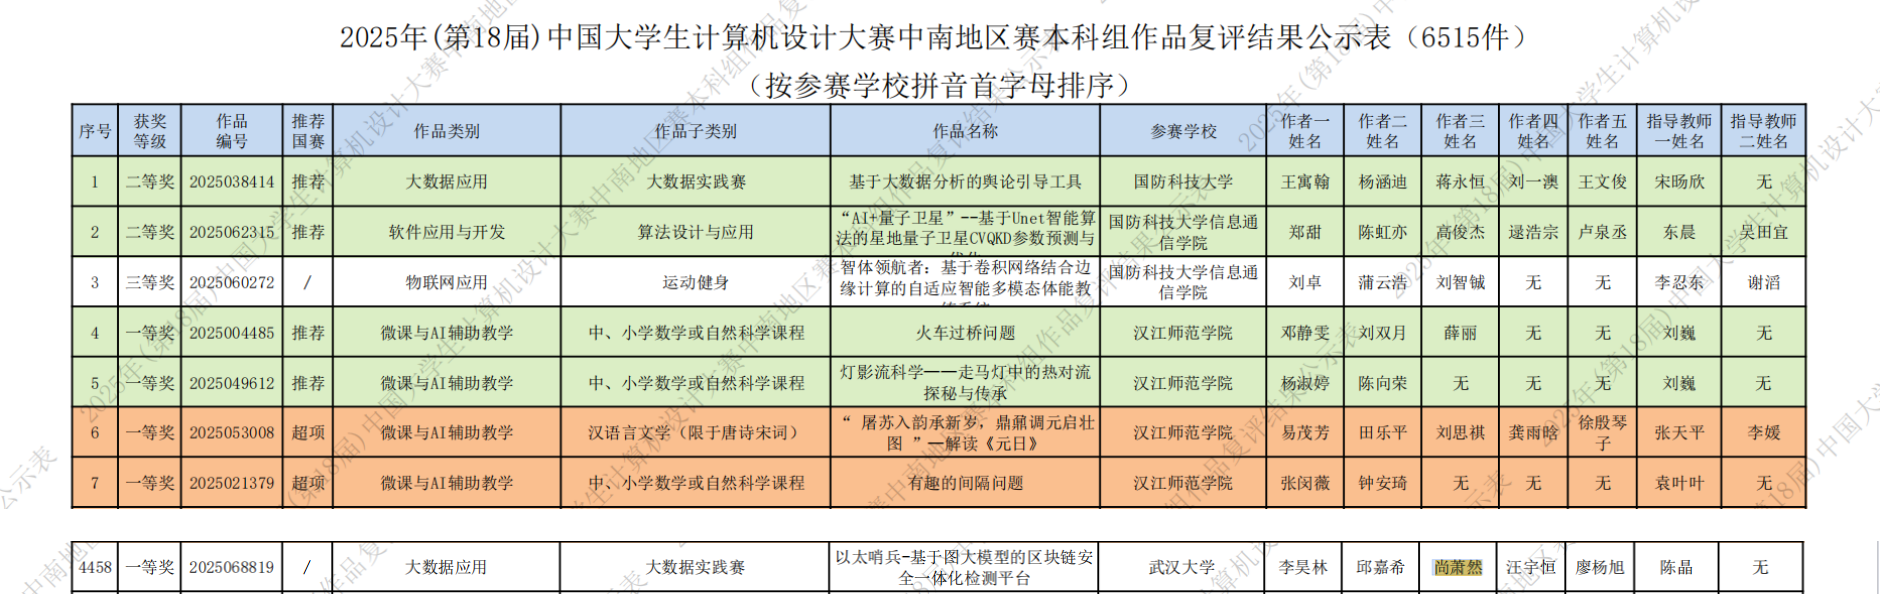 2025年(第18届)中国大学生计算机设计大赛中南地区赛本科组作品复评结果公示表（6515件）
（按参赛学校拼音首字母排序）
序号 获奖等级 作品编号 推荐国赛 作品类别 作品子类别 作品名称 参赛学校 作者一姓名 作者二姓名 作者三姓名 作者四姓名 作者五姓名 指导教师一姓名 指导教师二姓名
1 二等奖 2025038414 推荐 大数据应用 大数据实践赛 基于大数据分析的舆论引导工具 国防科技大学 王寓翰 杨涵迪 蒋永恒 刘一澳 王文俊 宋旸欣 无
2 二等奖 2025062315 推荐 软件应用与开发 算法设计与应用 “AI+量子卫星”--基于Unet智能算法的星地量子卫星CVQKD参数预测与 国防科技大学信息通信学院 郑甜 陈虹亦 高俊杰 逯浩宗 卢泉丞 东晨 吴田宜
3 三等奖 2025060272 / 物联网应用 运动健身 智体领航者：基于卷积网络结合边缘计算的自适应智能多模态体能教 国防科技大学信息通信学院 刘卓 蒲云浩 刘智铖 无 无 李忍东 谢滔
4 一等奖 2025004485 推荐 微课与AI辅助教学 中、小学数学或自然科学课程 火车过桥问题 汉江师范学院 邓静雯 刘双月 薛丽 无 无 刘巍 无
5 一等奖 2025049612 推荐 微课与AI辅助教学 中、小学数学或自然科学课程 灯影流科学——走马灯中的热对流探秘与传承 汉江师范学院 杨淑婷 陈向荣 无 无 无 刘巍 无
6 一等奖 2025053008 超项 微课与AI辅助教学 汉语言文学（限于唐诗宋词） “ 屠苏入韵承新岁，鼎鼐调元启壮图 ”—解读《元日》 汉江师范学院 易茂芳 田乐平 刘思祺 龚雨晗 徐殷琴子 张天平 李媛
7 一等奖 2025021379 超项 微课与AI辅助教学 中、小学数学或自然科学课程 有趣的间隔问题 汉江师范学院 张闵薇 钟安琦 无 无 无 袁叶叶 无
4458 一等奖 2025068819 / 大数据应用 大数据实践赛 以太哨兵-基于图大模型的区块链安全一体化检测平台 武汉大学 李昊林 邱嘉希 尚萧然 汪宇恒 廖杨旭 陈晶 无